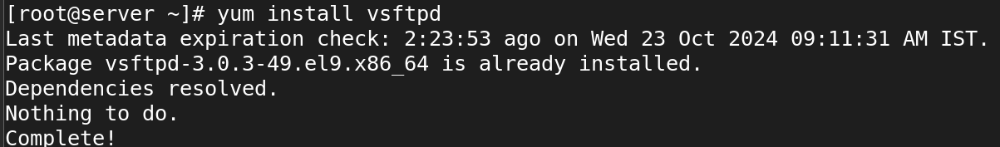 [root@server ~]# yum install vsftpd
Last metadata expiration check: 2:23:53 ago on Wed 23 Oct 2024 09:11:31 AM IST.
Package vsftpd-3.0.3-49.el9.x86_64 is already installed.
Dependencies resolved.
Nothing to do.
Complete!